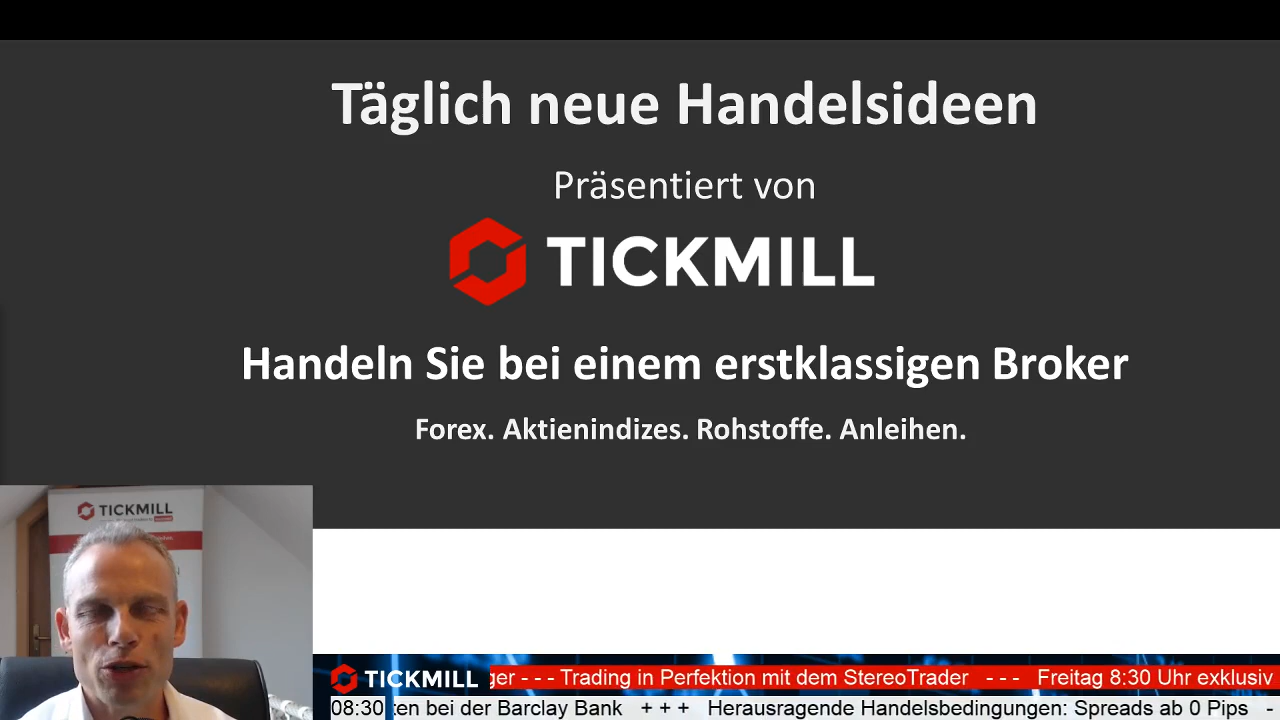 Täglich neue Handelsideen
Präsentiert von
TICKMILL
Handeln Sie bei einem erstklassigen Broker
Forex. Aktienindizes. Rohstoffe. Anleihen.
TICKMILL
TICKMILL
ger - - - Trading in Perfektion mit dem StereoTrader - - - Freitag 8:30 Uhr exklusiv
08:30 ten bei der Barclay Bank + + + Herausragende Handelsbedingungen: Spreads ab 0 Pips -